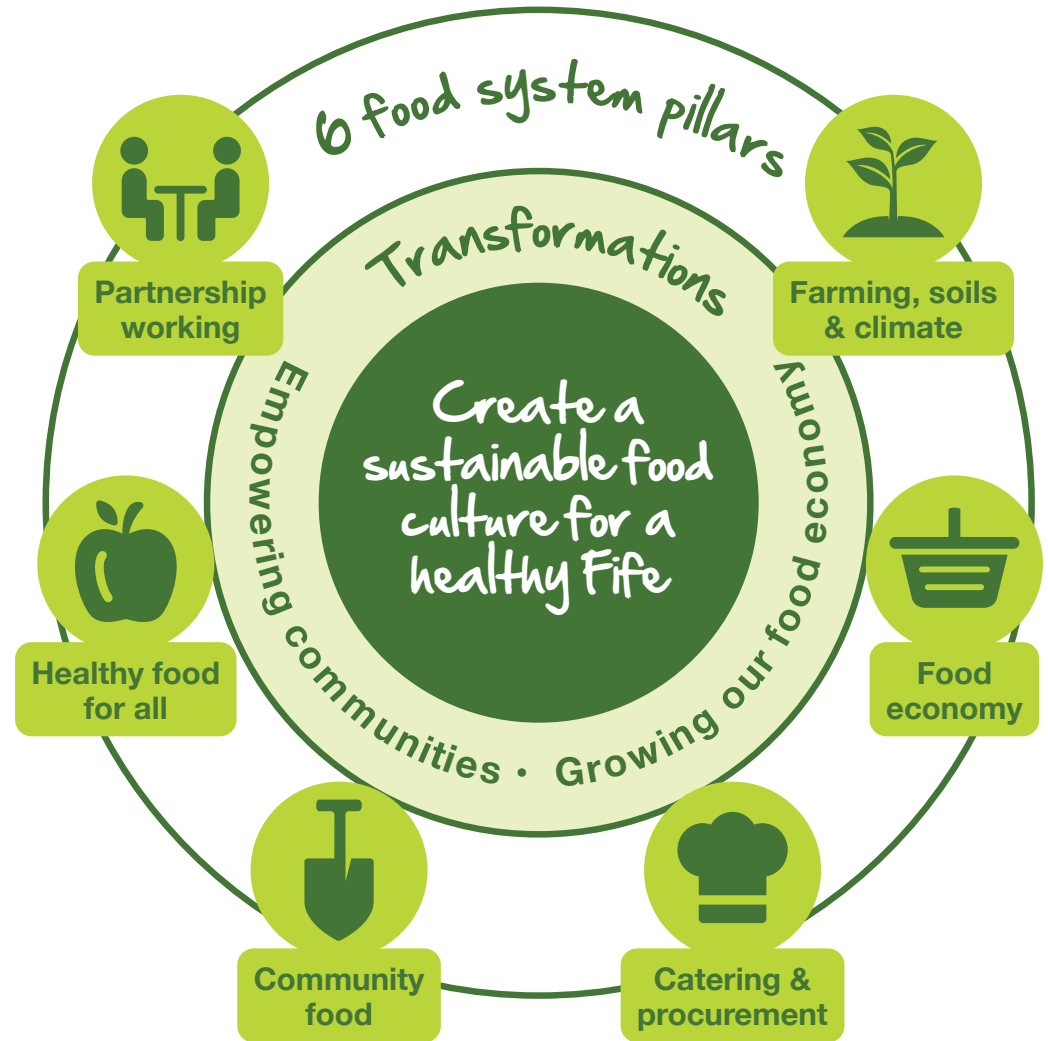 6 food system pillars
Transformations
Empowering communities • Growing our food economy
Create a
sustainable food
culture for a
healthy Fife
Partnership
working
Farming, soils
& climate
Healthy food
for all
Food
economy
Community
food
Catering &
procurement